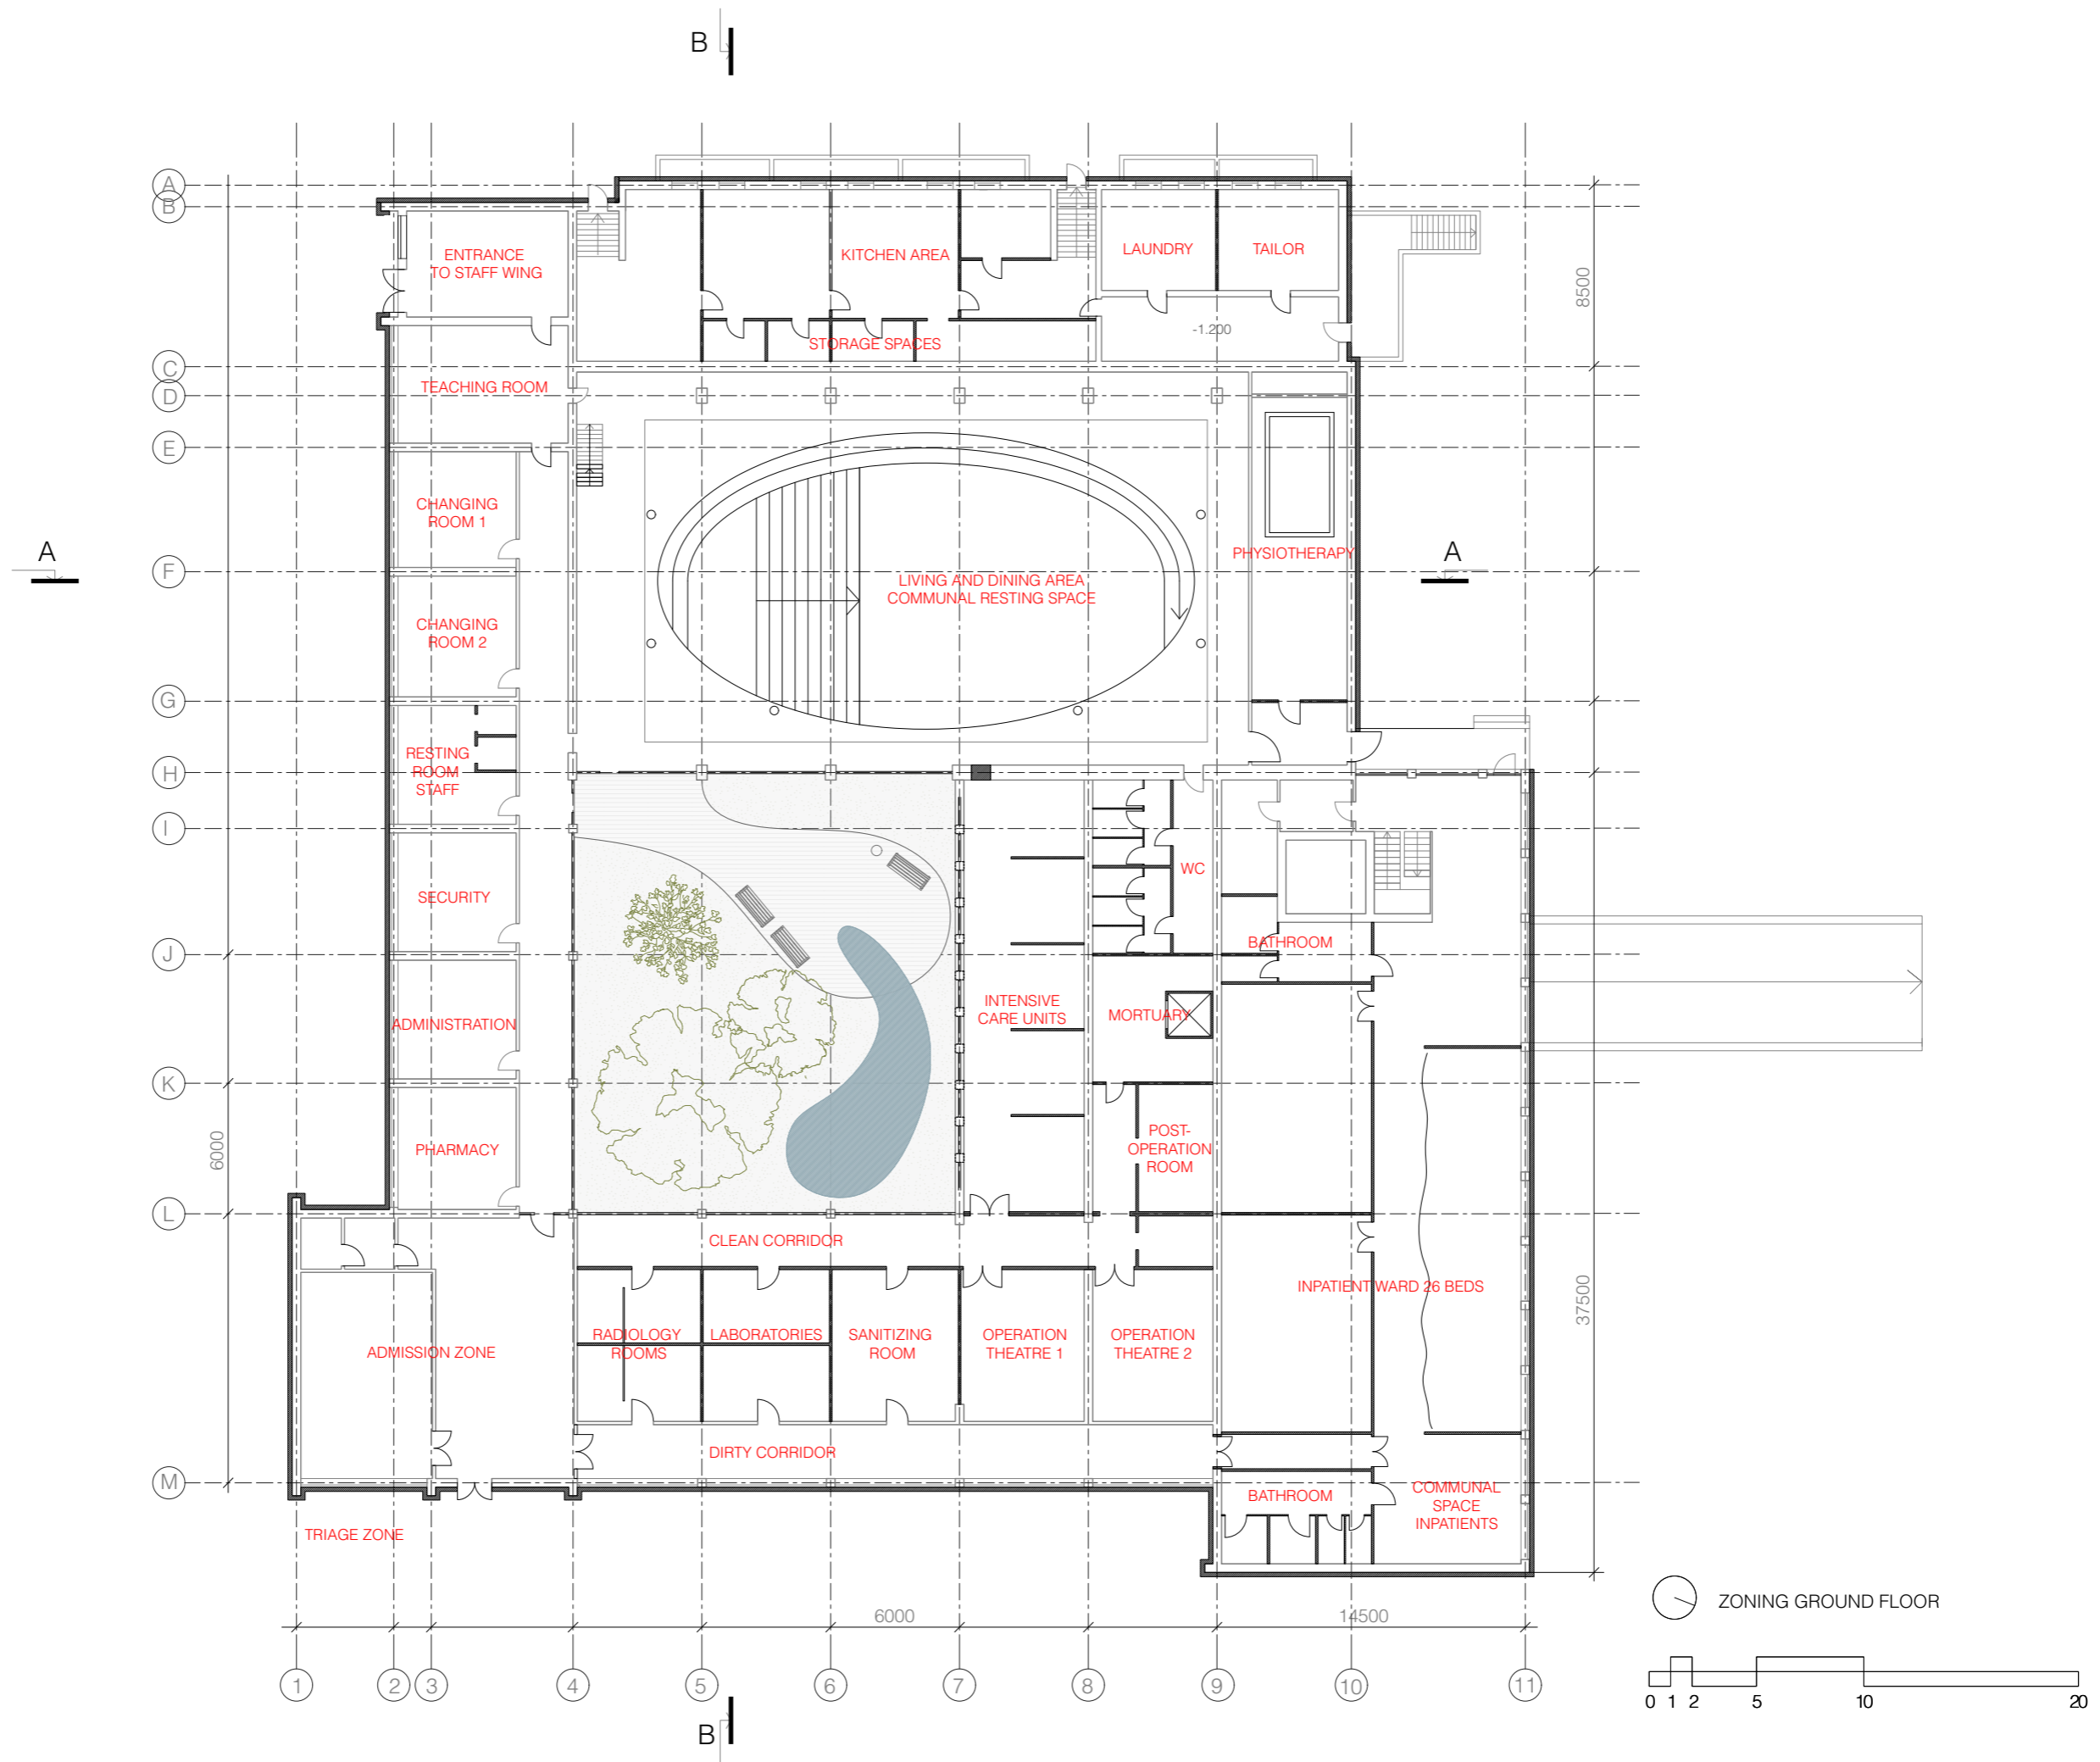 B
A
B
ENTRANCE
TO STAFF WING
KITCHEN AREA
LAUNDRY
TAILOR
8500
-1.200
STORAGE SPACES
C
D
TEACHING ROOM
E
CHANGING
ROOM 1
A
A
PHYSIOTHERAPY
F
LIVING AND DINING AREA
COMMUNAL RESTING SPACE
CHANGING
ROOM 2
G
RESTING
ROOM
STAFF
H
I
WC
SECURITY
J
BATHROOM
INTENSIVE
CARE UNITS
MORTUARY
ADMINISTRATION
K
6000
PHARMACY
POST-
OPERATION
ROOM
L
CLEAN CORRIDOR
INPATIENT WARD 26 BEDS
37500
RADIOLOGY
ROOMS
LABORATORIES
SANITIZING
ROOM
OPERATION
THEATRE 1
OPERATION
THEATRE 2
ADMISSION ZONE
DIRTY CORRIDOR
M
BATHROOM
COMMUNAL
SPACE
INPATIENTS
TRIAGE ZONE
ZONING GROUND FLOOR
6000
14500
1 2 3 4 5 6 7 8 9 10 11
0 1 2 5 10 20
B